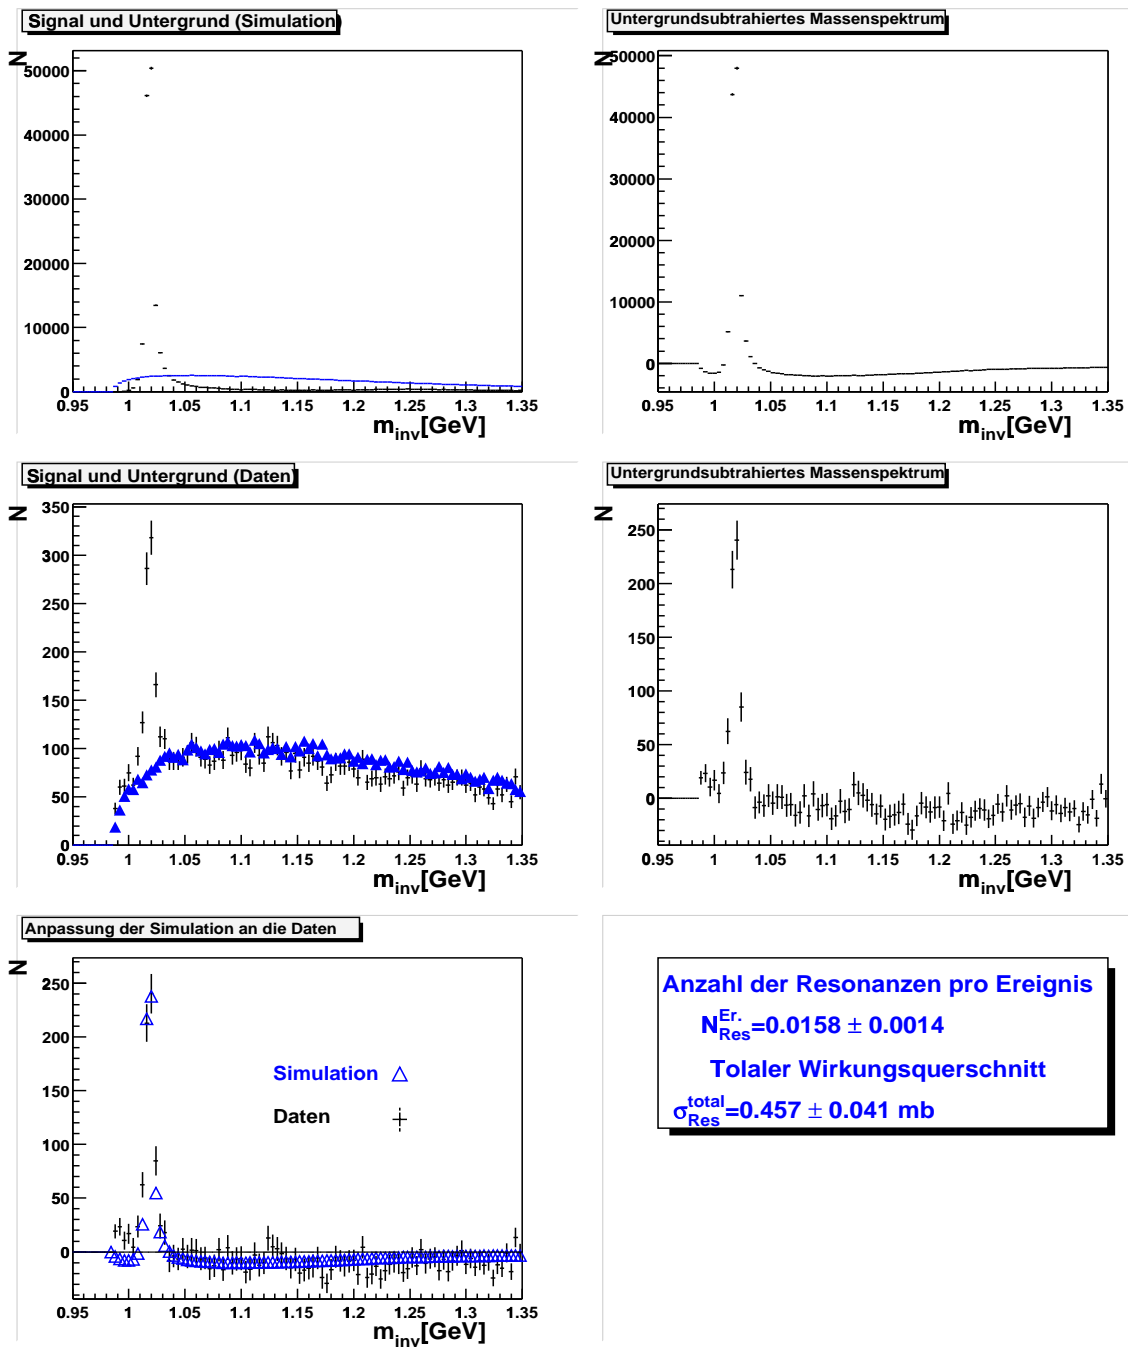 Signal und Untergrund (Simulation)
N
50000
40000
30000
20000
10000
0
0.95 1 1.05 1.1 1.15 1.2 1.25 1.3 1.35
m_inv[GeV]
Untergrundsubtrahiertes Massenspektrum
N
50000
40000
30000
20000
10000
0
0.95 1 1.05 1.1 1.15 1.2 1.25 1.3 1.35
m_inv[GeV]
Signal und Untergrund (Daten)
N
350
300
250
200
150
100
50
0
0.95 1 1.05 1.1 1.15 1.2 1.25 1.3 1.35
m_inv[GeV]
Untergrundsubtrahiertes Massenspektrum
N
250
200
150
100
50
0
0.95 1 1.05 1.1 1.15 1.2 1.25 1.3 1.35
m_inv[GeV]
Anpassung der Simulation an die Daten
N
250
200
150
100
50
0
0.95 1 1.05 1.1 1.15 1.2 1.25 1.3 1.35
m_inv[GeV]
Simulation
Daten
Anzahl der Resonanzen pro Ereignis
N_Res^Er.=0.0158 ± 0.0014
Tolaler Wirkungsquerschnitt
σ_Res^total=0.457 ± 0.041 mb